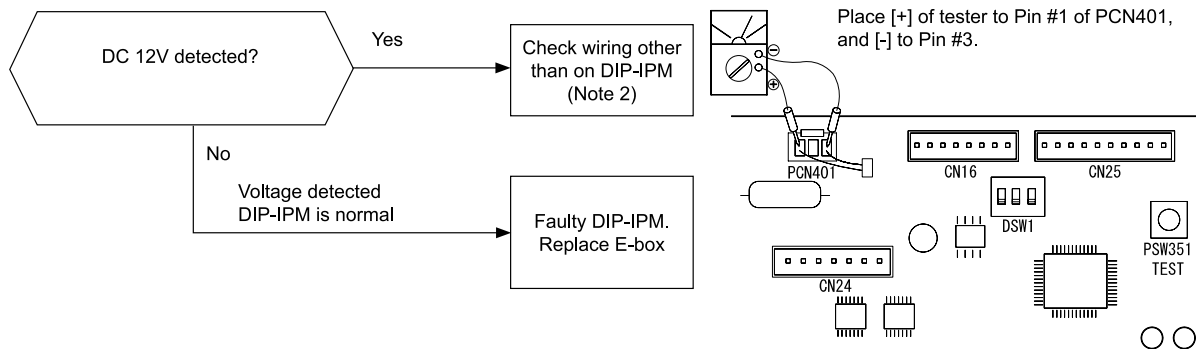 DC 12V detected?
Yes
Check wiring other
than on DIP-IPM
(Note 2)
No
Voltage detected
DIP-IPM is normal
Faulty DIP-IPM.
Replace E-box
Place [+] of tester to Pin #1 of PCN401,
and [-] to Pin #3.
⊖
⊕
PCN401
CN16
CN25
DSW1
PSW351
TEST
CN24